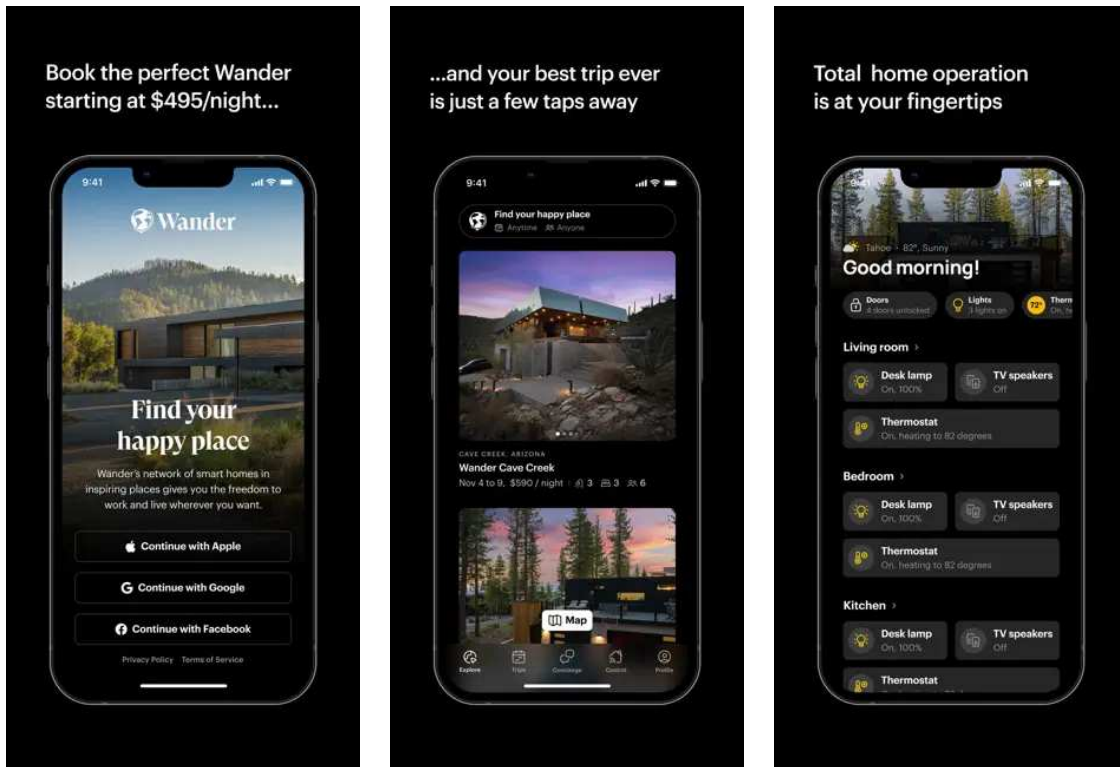 Book the perfect Wander
starting at $495/night...
9:41
Wander
Find your
happy place
Wander's network of smart homes in
inspiring places gives you the freedom to
work and live wherever you want.
Continue with Apple
Continue with Google
Continue with Facebook
Privacy Policy Terms of Service
...and your best trip ever
is just a few taps away
9:41
Find your happy place
Anytime Anyone
CAVE CREEK, ARIZONA
Wander Cave Creek
Nov 4 to 9, $590 / night 3 3 6
Map
Explore Trips Concierge Control Profile
Total home operation
is at your fingertips
9:41
Tahoe - 82°, Sunny
Good morning!
Doors Lights Therm
4 doors unlocked 3 lights on 72° On, he
Living room >
Desk lamp TV speakers
On, 100% Off
Thermostat
On, heating to 82 degrees
Bedroom >
Desk lamp TV speakers
On, 100% Off
Thermostat
On, heating to 82 degrees
Kitchen >
Desk lamp TV speakers
On, 100% Off
Thermostat